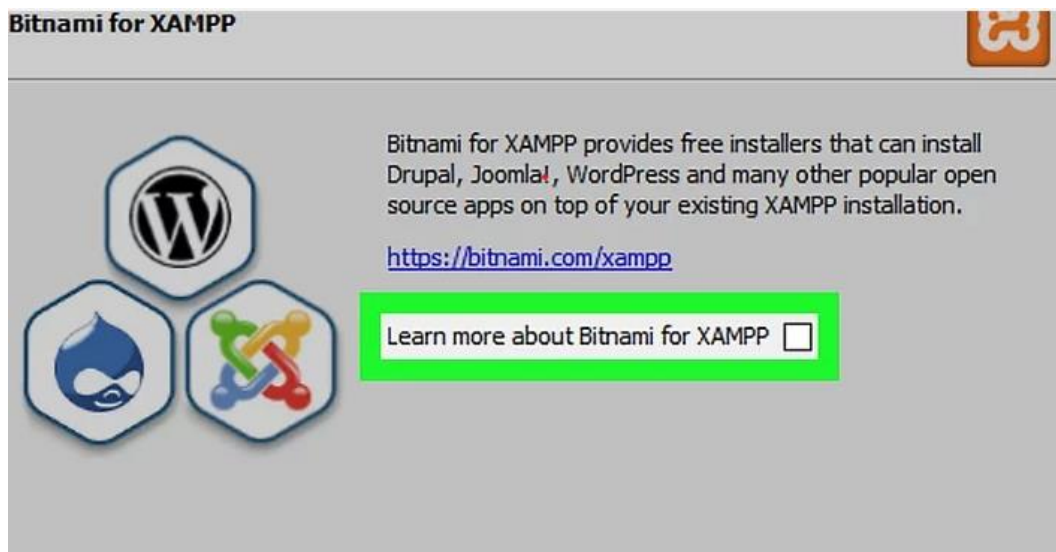 Bitnami for XAMPP
Bitnami for XAMPP provides free installers that can install
Drupal, Joomla!, WordPress and many other popular open
source apps on top of your existing XAMPP installation.
https://bitnami.com/xampp
Learn more about Bitnami for XAMPP